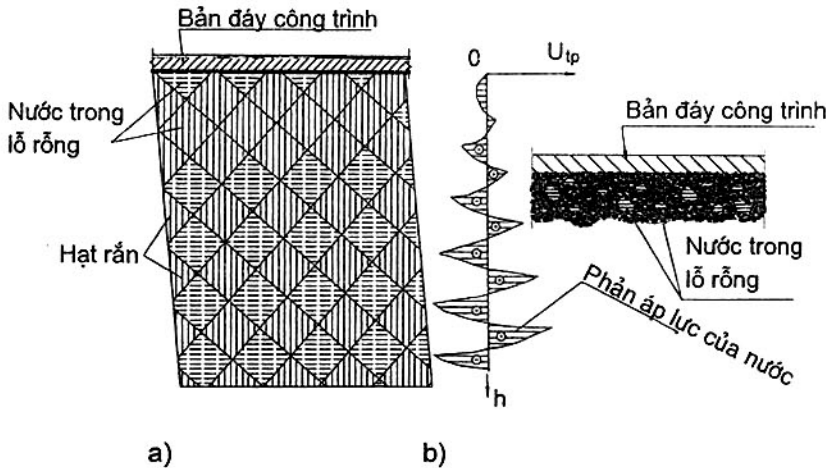 Bản đáy công trình
0
U_tp
Nước trong
lỗ rỗng
Bản đáy công trình
Hạt rắn
Nước trong
lỗ rỗng
Phản áp lực của nước
h
a)
b)